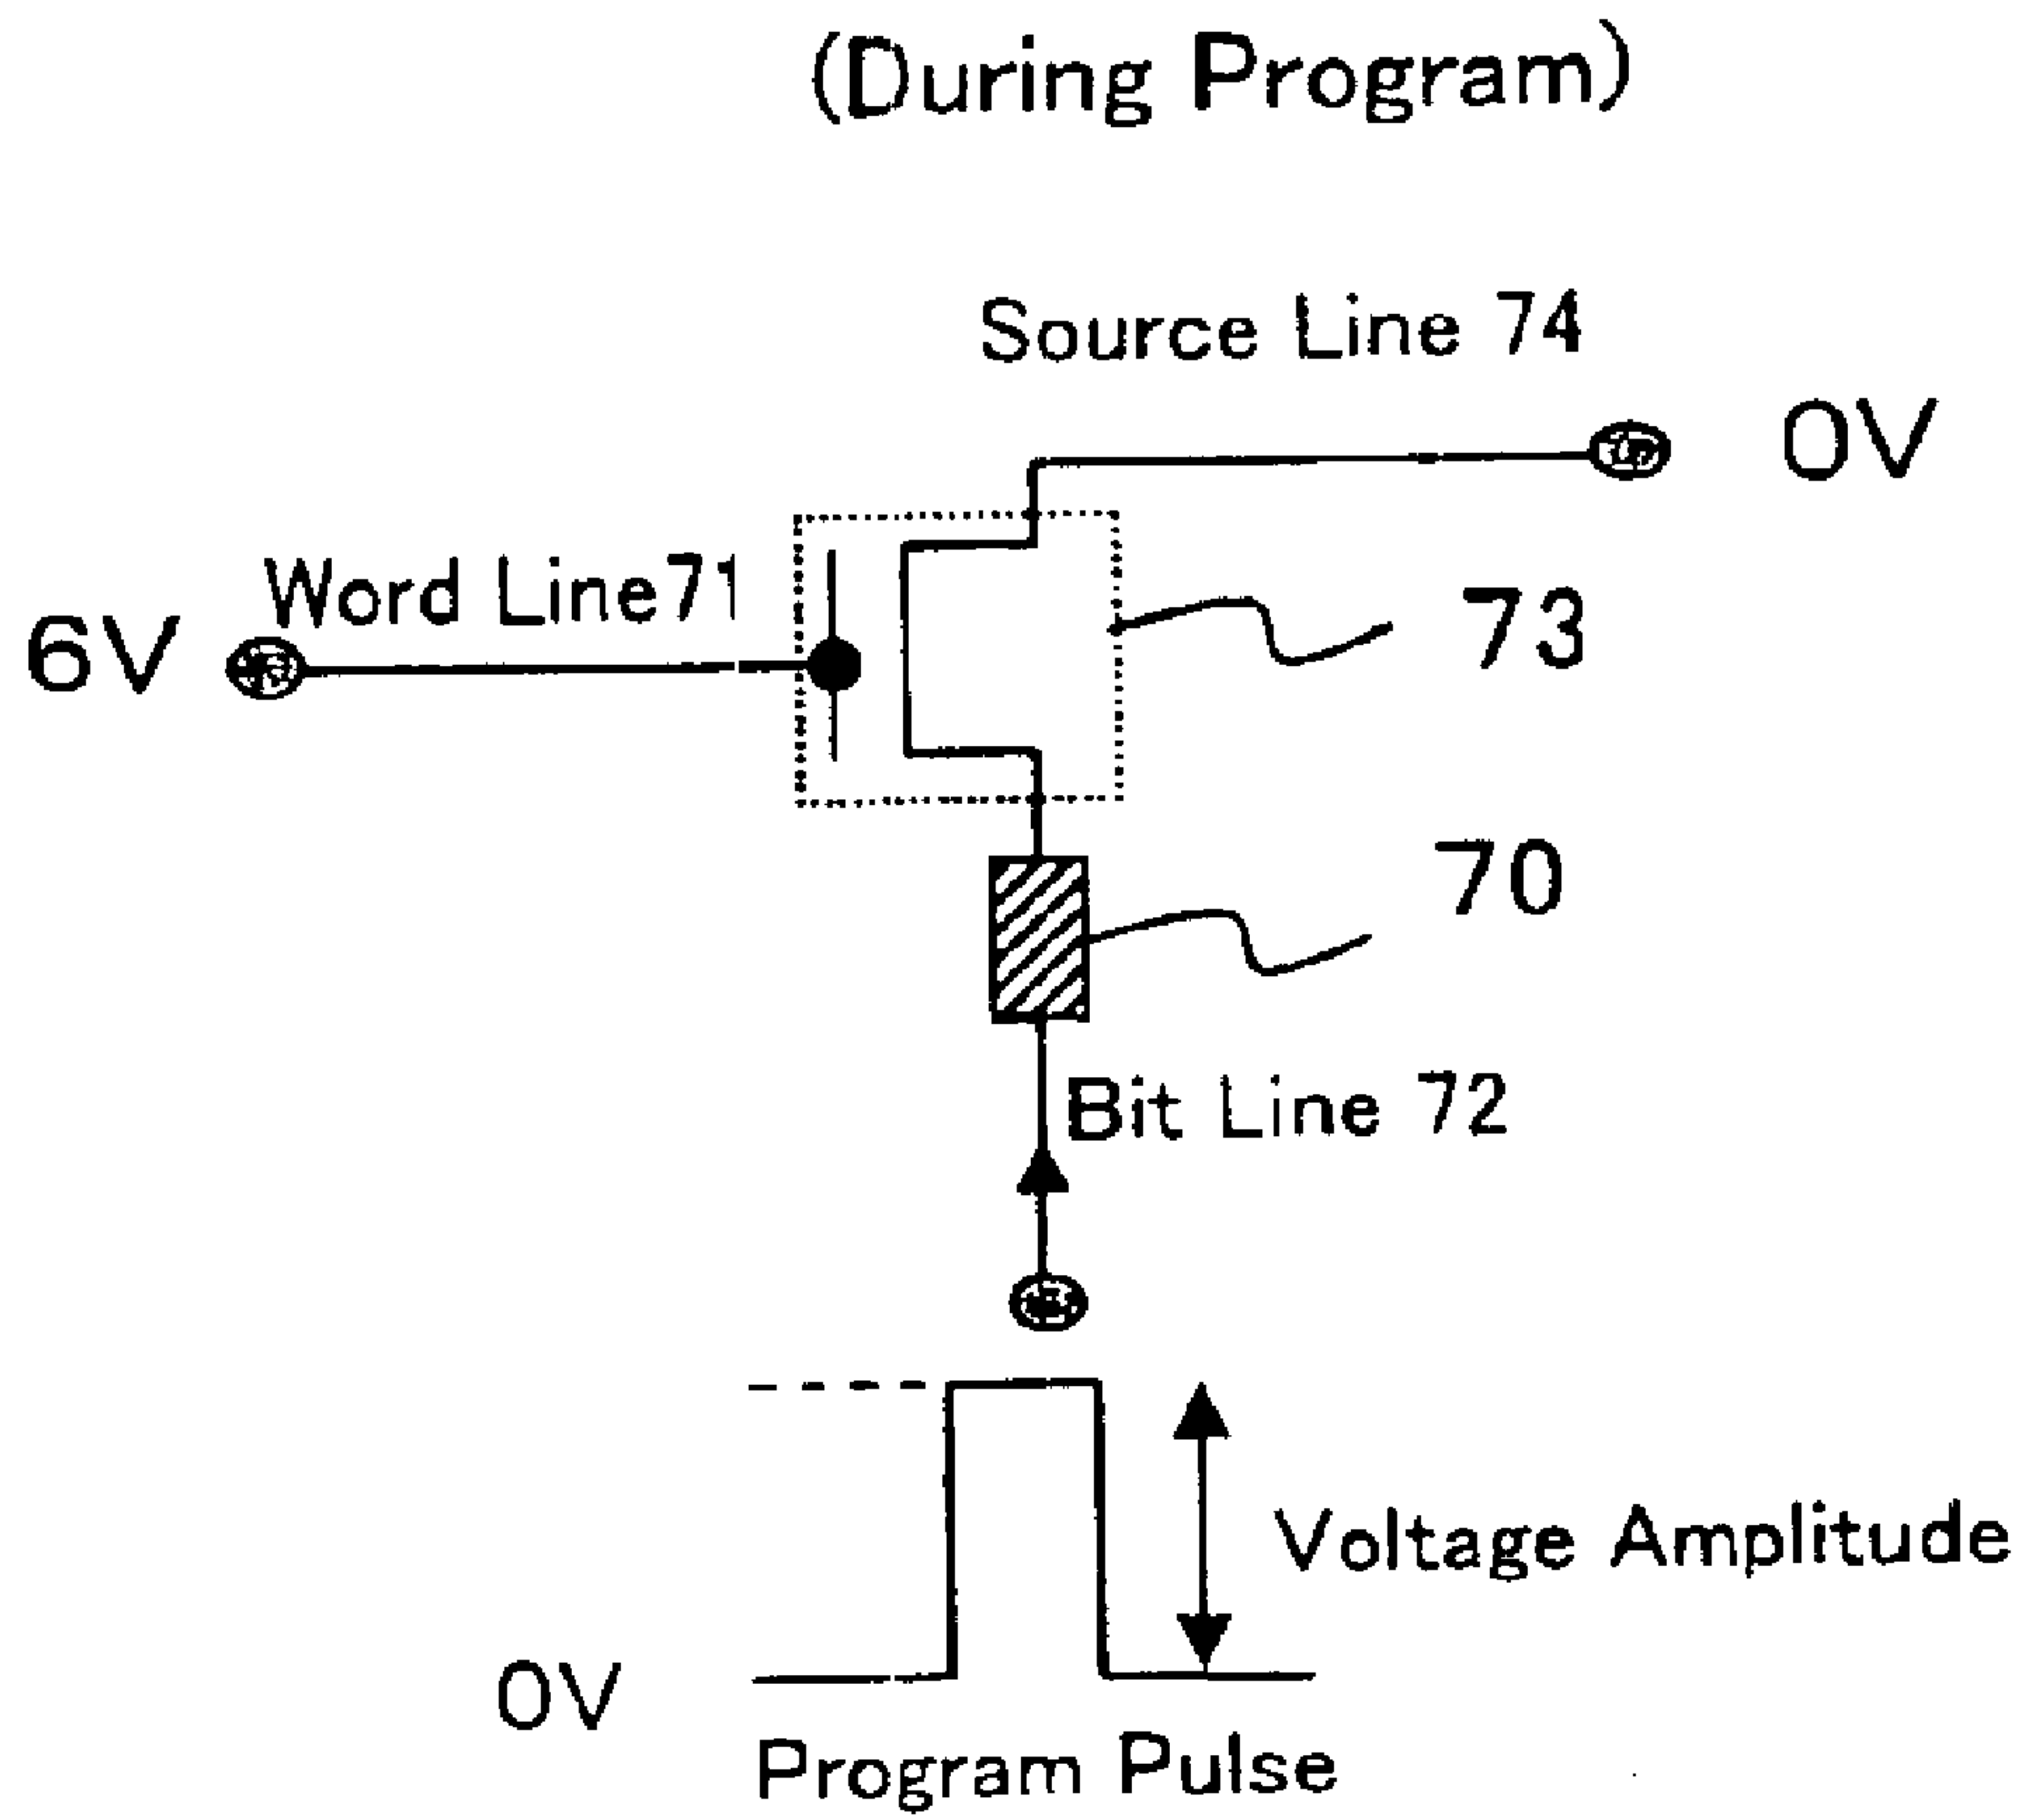 (During Program)
Source Line 74
0V
Word Line71
6V
73
70
Bit Line 72
Voltage Amplitude
0V
Program Pulse